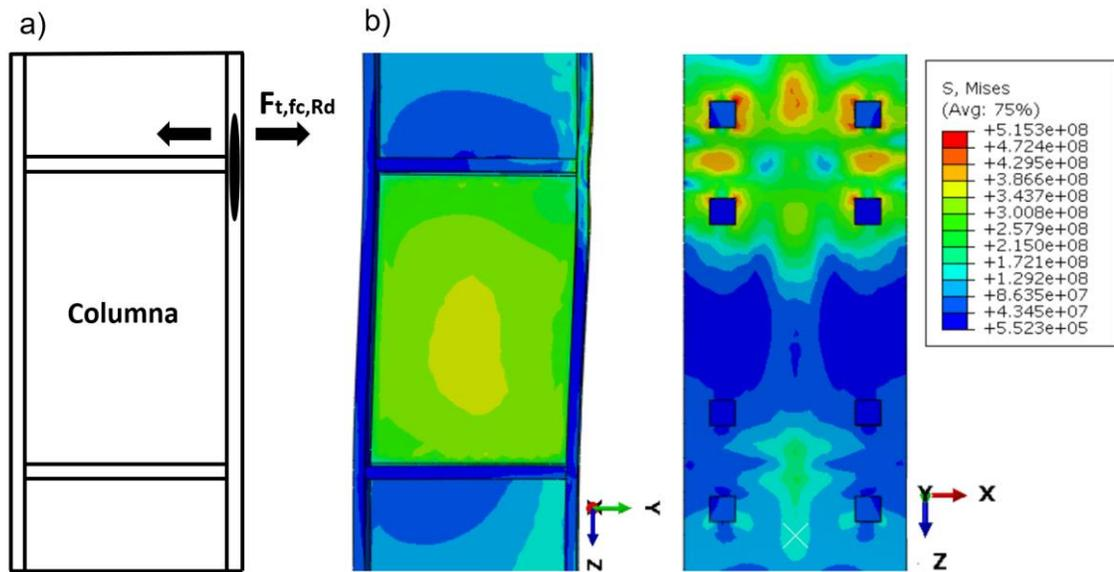 a)
b)
Ft,fc,Rd
Columna
S, Mises
(Avg: 75%)
+5.153e+08
+4.724e+08
+4.295e+08
+3.866e+08
+3.437e+08
+3.008e+08
+2.579e+08
+2.150e+08
+1.721e+08
+1.292e+08
+8.635e+07
+4.345e+07
+5.523e+05
X
Y
Z
Y
X
Z